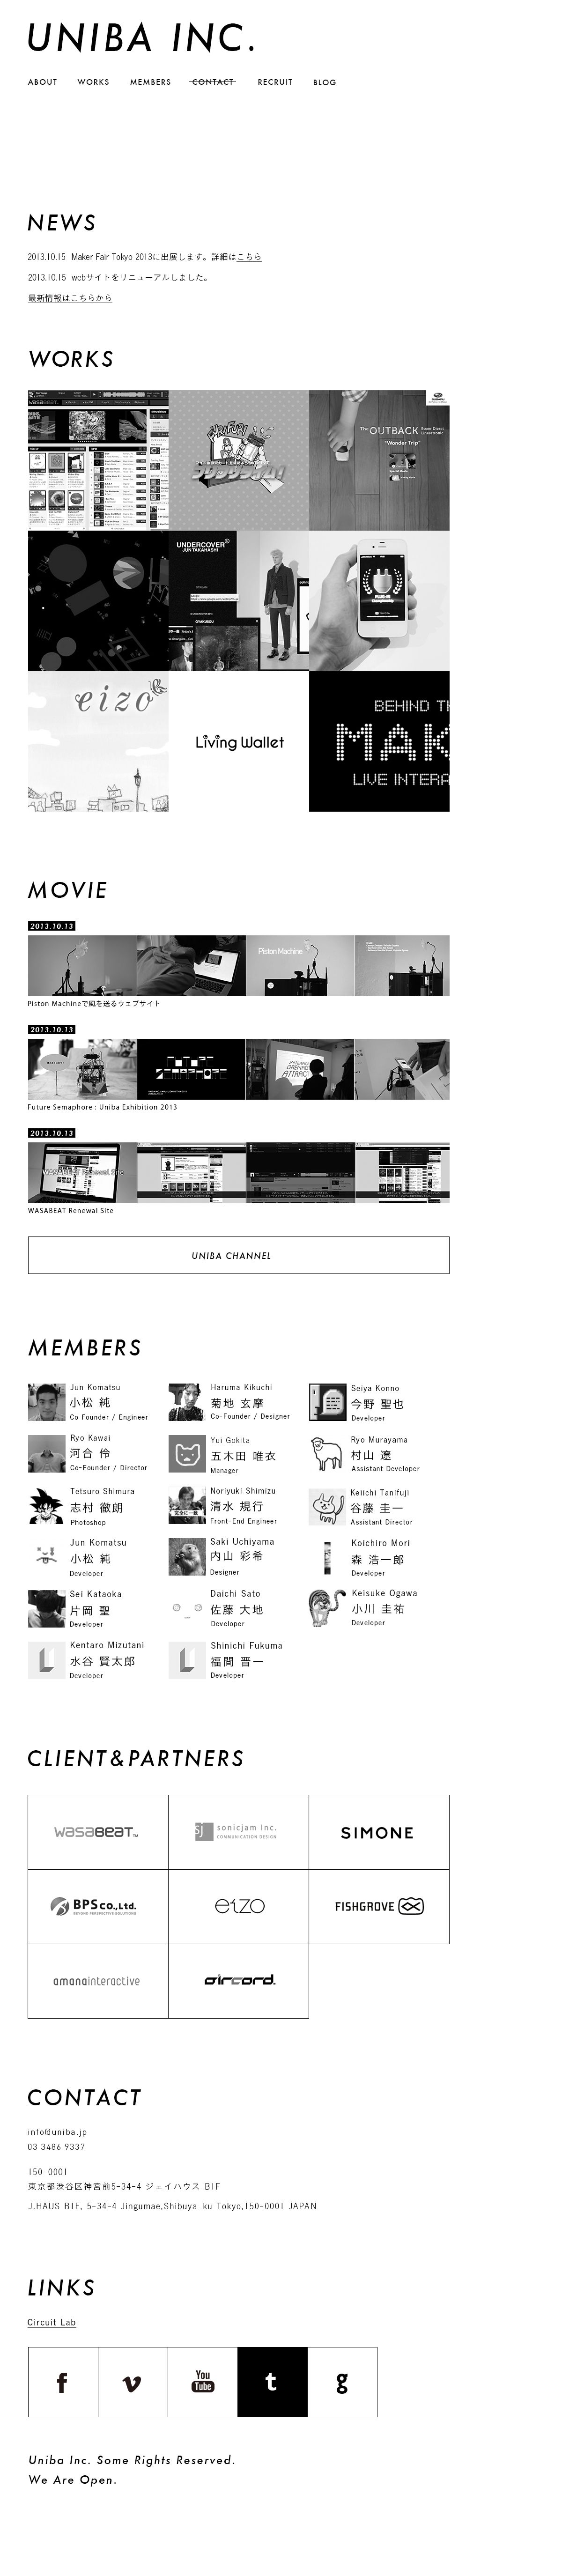 UNIBA INC.
ABOUT WORKS MEMBERS CONTACT RECRUIT BLOG
NEWS
2013.10.15 Maker Fair Tokyo 2013に出展します。詳細はこちら
2013.10.15 webサイトをリニューアルしました。
最新情報はこちらから
WORKS
wasaBEAT
The OUTBACK
"Wonder Trip"
UNDERCOVER
JUN TAKAHASHI
eizo
Living Wallet
BEHIND TH
MAK
LIVE INTERA
MOVIE
2013.10.13
Piston Machine
Piston Machineで風を送るウェブサイト
2013.10.13
Future Semaphore : Uniba Exhibition 2013
2013.10.13
WASABEAT Renewal Site
WASABEAT Renewal Site
UNIBA CHANNEL
MEMBERS
Jun Komatsu
小松 純
Co Founder / Engineer
Haruma Kikuchi
菊地 玄摩
Co-Founder / Designer
Seiya Konno
今野 聖也
Developer
Ryo Kawai
河合 伶
Co-Founder / Director
Yui Gokita
五木田 唯衣
Manager
Ryo Murayama
村山 遼
Assistant Developer
Tetsuro Shimura
志村 徹朗
Photoshop
Noriyuki Shimizu
清水 規行
Front-End Engineer
Keiichi Tanifuji
谷藤 圭一
Assistant Director
Jun Komatsu
小松 純
Developer
Saki Uchiyama
内山 彩希
Designer
Koichiro Mori
森 浩一郎
Developer
Sei Kataoka
片岡 聖
Developer
Daichi Sato
佐藤 大地
Developer
Keisuke Ogawa
小川 圭祐
Developer
Kentaro Mizutani
水谷 賢太郎
Developer
Shinichi Fukuma
福間 晋一
Developer
CLIENT&PARTNERS
wasaBEAT TM
sj sonicjam Inc.
COMMUNICATION DESIGN
SIMONE
BPS CO.,Ltd.
BEYOND PERSPECTIVE SOLUTIONS
eizo
FISHGROVE
amanainteractive
aircord.
CONTACT
info@uniba.jp
03 3486 9337
150-0001
東京都渋谷区神宮前5-34-4 ジェイハウス B1F
J.HAUS B1F, 5-34-4 Jingumae,Shibuya_ku Tokyo,150-0001 JAPAN
LINKS
Circuit Lab
f v You Tube t g
Uniba Inc. Some Rights Reserved.
We Are Open.